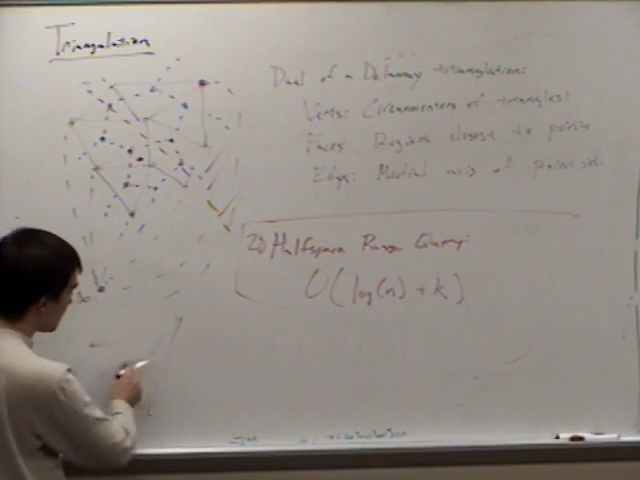 Triangulation
Dual of a Delaunay triangulation:
Verts: Circumcenters of triangles:
Faces: Regions closest to points
Edge: Medial axis of point set.
2D Halfspace Range Query:
O(log(n) + k)